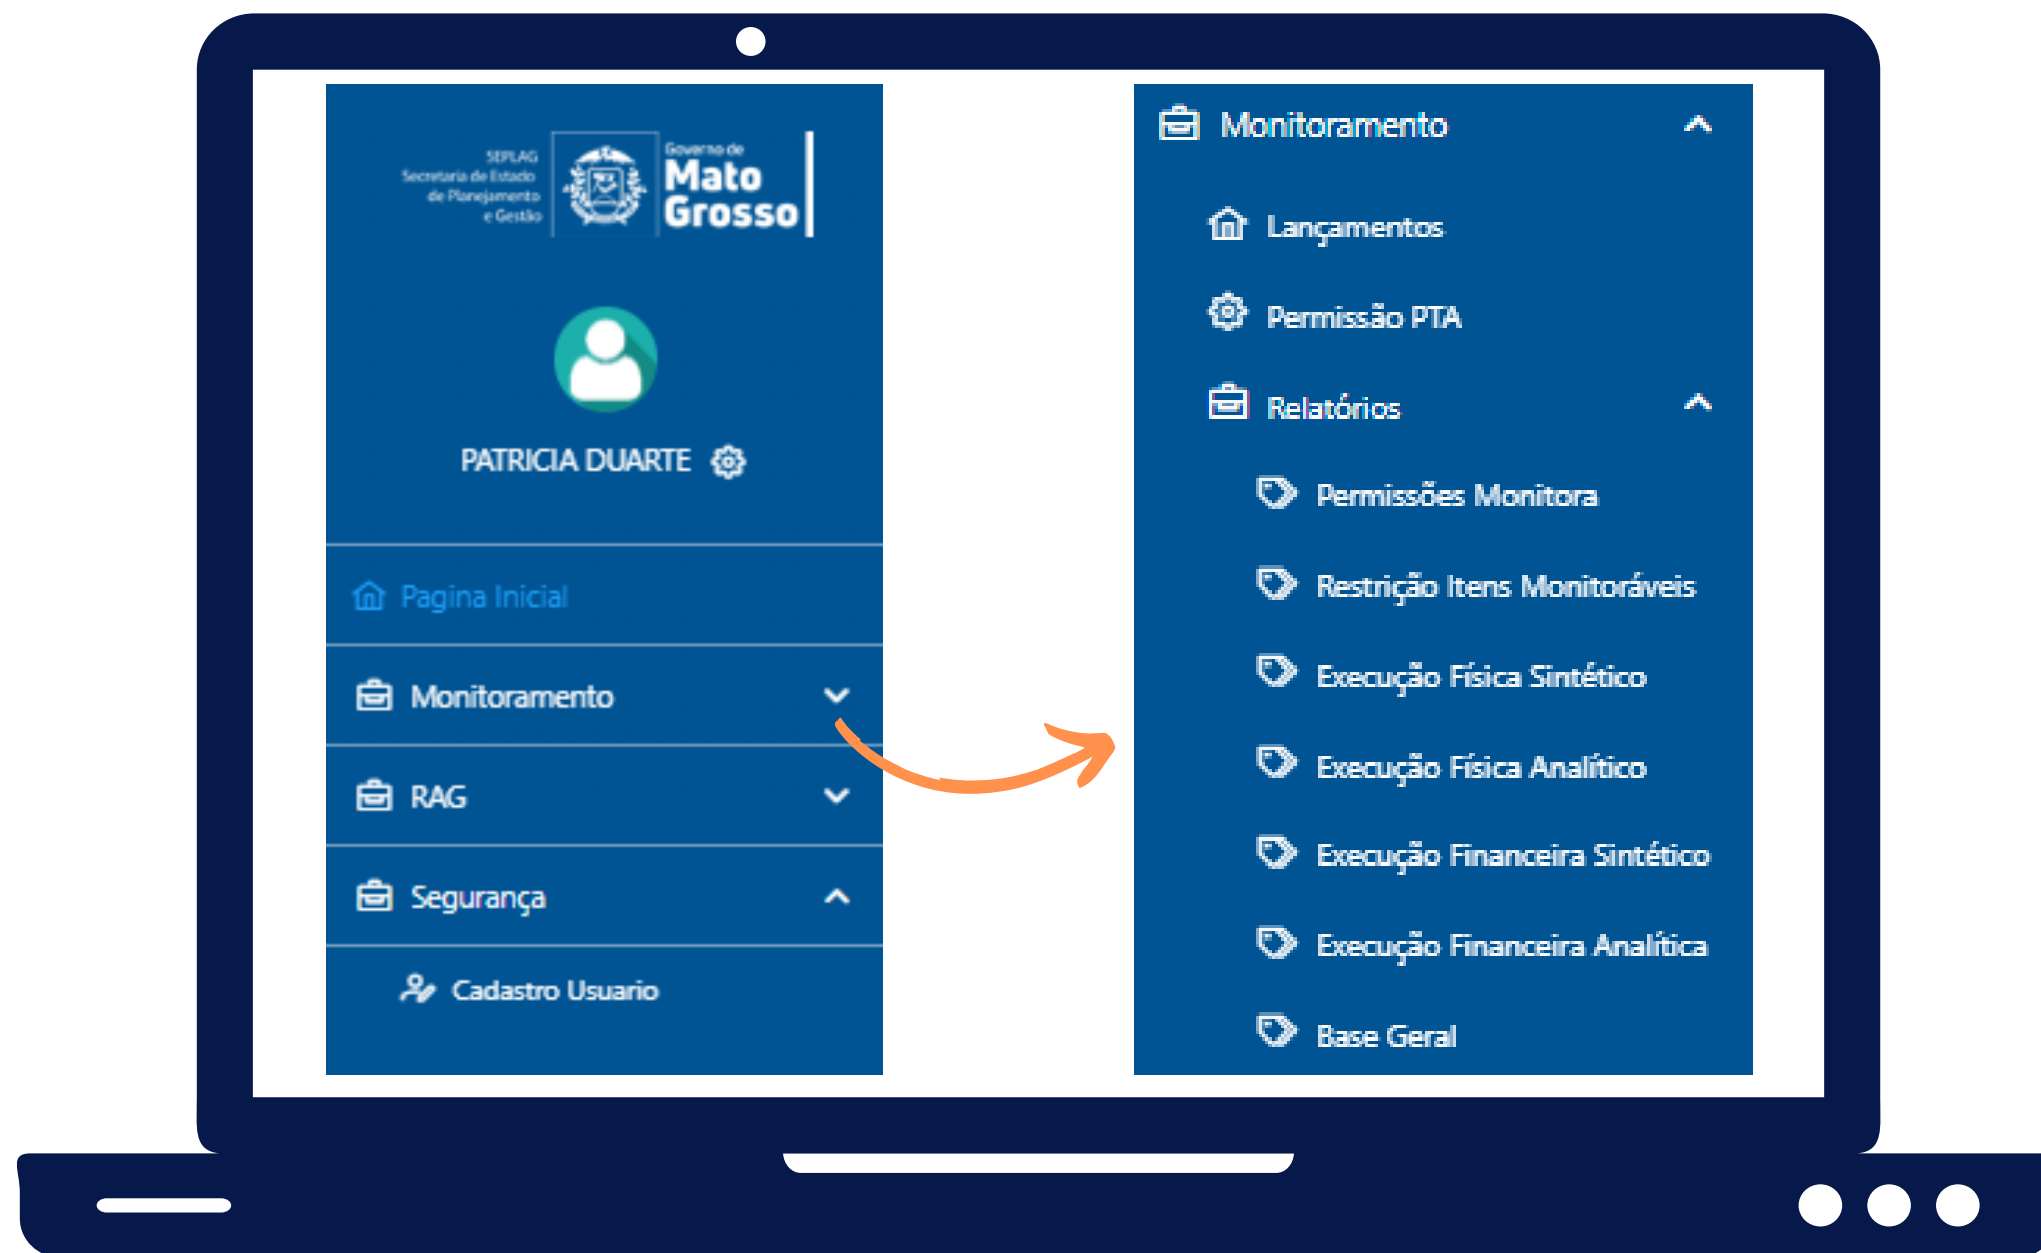 SEPLAG
Secretaria de Estado
de Planejamento
e Gestão
Governo de
Mato
Grosso
PATRICIA DUARTE
Pagina Inicial
Monitoramento
RAG
Segurança
Cadastro Usuario
Monitoramento
Lançamentos
Permissão PTA
Relatórios
Permissões Monitora
Restrição Itens Monitoráveis
Execução Física Sintético
Execução Física Analítico
Execução Financeira Sintético
Execução Financeira Analítica
Base Geral